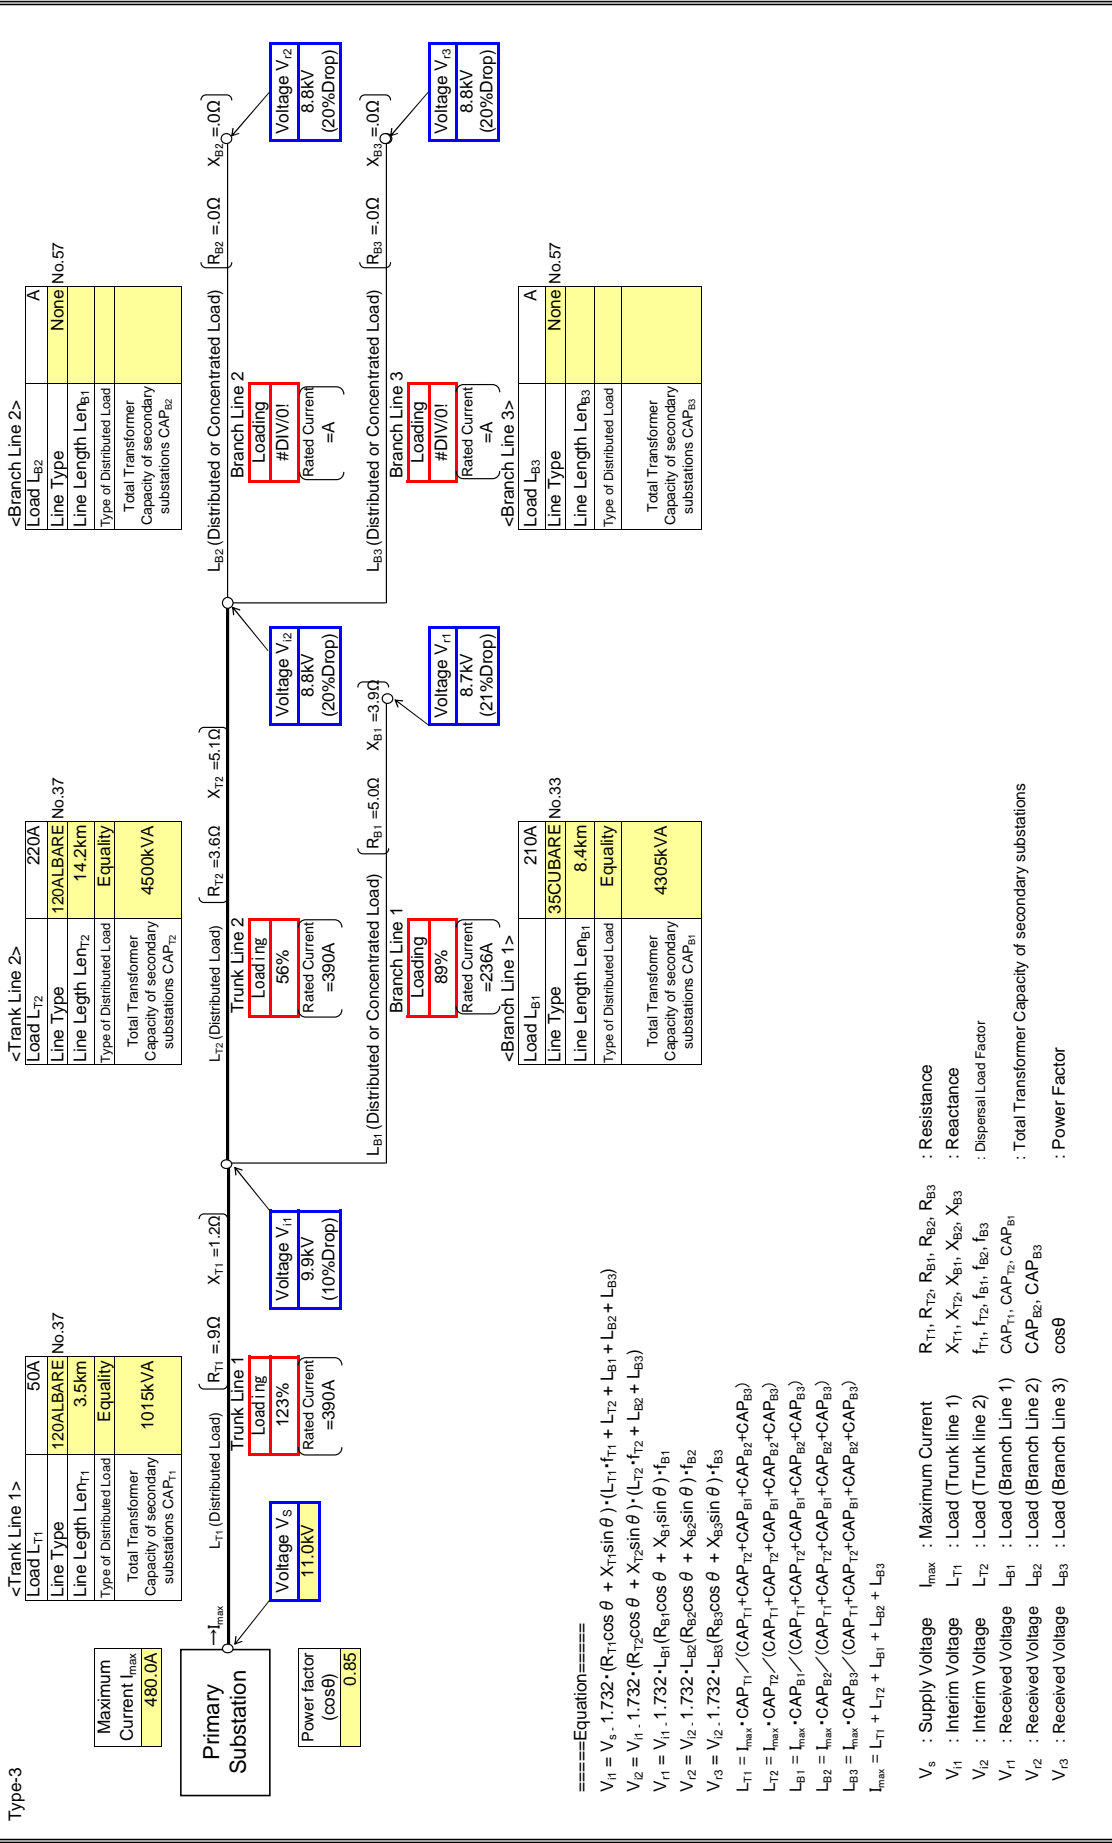 Type-3
Maximum
Current Imax
480.0A
Primary
Substation
→Imax
Power factor
(cosθ)
0.85
Voltage VS
11.0kV
<Trank Line 1>
Load LT1 50A
Line Type 120ALBARE No.37
Line Legth LenT1 3.5km
Type of Distributed Load Equality
Total Transformer
Capacity of secondary
substations CAPT1 1015kVA
LT1 (Distributed Load) RT1 =.9Ω XT1 =1.2Ω
Trunk Line 1
Loading
123%
Rated Current
=390A
Voltage Vi1
9.9kV
(10%Drop)
<Trank Line 2>
Load LT2 220A
Line Type 120ALBARE No.37
Line Length LenT2 14.2km
Type of Distributed Load Equality
Total Transformer
Capacity of secondary
substations CAPT2 4500kVA
LT2 (Distributed Load) RT2 =3.6Ω XT2 =5.1Ω
Trunk Line 2
Loading
56%
Rated Current
=390A
Voltage Vi2
8.8kV
(20%Drop)
LB1 (Distributed or Concentrated Load) RB1 =5.0Ω XB1 =3.9Ω
Branch Line 1
Loading
89%
Rated Current
=236A
Voltage Vr1
8.7kV
(21%Drop)
<Branch Line 1>
Load LB1 210A
Line Type 35CUBARE No.33
Line Length LenB1 8.4km
Type of Distributed Load Equality
Total Transformer
Capacity of secondary
substations CAPB1 4305kVA
<Branch Line 2>
Load LB2 A
Line Type None No.57
Line Length LenB1
Type of Distributed Load
Total Transformer
Capacity of secondary
substations CAPB2
LB2 (Distributed or Concentrated Load) RB2 =.0Ω XB2 =.0Ω
Branch Line 2
Loading
#DIV/0!
Rated Current
=A
Voltage Vr2
8.8kV
(20%Drop)
LB3 (Distributed or Concentrated Load) RB3 =.0Ω XB3 =.0Ω
Branch Line 3
Loading
#DIV/0!
Rated Current
=A
Voltage Vr3
8.8kV
(20%Drop)
<Branch Line 3>
Load LB3 A
Line Type None No.57
Line Length LenB3
Type of Distributed Load
Total Transformer
Capacity of secondary
substations CAPB3
=====Equation=====
Vi1 = Vs - 1.732・(RT1cos θ + XT1sin θ)・(LT1・fT1 + LT2 + LB1 + LB2 + LB3)
Vi2 = Vi1 - 1.732・(RT2cos θ + XT2sin θ)・(LT2・fT2 + LB2 + LB3)
Vr1 = Vi1 - 1.732・LB1(RB1cos θ + XB1sin θ)・fB1
Vr2 = Vi2 - 1.732・LB2(RB2cos θ + XB2sin θ)・fB2
Vr3 = Vi2 - 1.732・LB3(RB3cos θ + XB3sin θ)・fB3
LT1 = Imax・CAPT1／(CAPT1+CAPT2+CAPB1+CAPB2+CAPB3)
LT2 = Imax・CAPT2／(CAPT1+CAPT2+CAPB1+CAPB2+CAPB3)
LB1 = Imax・CAPB1／(CAPT1+CAPT2+CAPB1+CAPB2+CAPB3)
LB2 = Imax・CAPB2／(CAPT1+CAPT2+CAPB1+CAPB2+CAPB3)
LB3 = Imax・CAPB3／(CAPT1+CAPT2+CAPB1+CAPB2+CAPB3)
Imax = LT1 + LT2 + LB1 + LB2 + LB3
Vs : Supply Voltage Imax : Maximum Current RT1, RT2, RB1, RB2, RB3 : Resistance
Vi1 : Interim Voltage LT1 : Load (Trunk line 1) XT1, XT2, XB1, XB2, XB3 : Reactance
Vi2 : Interim Voltage LT2 : Load (Trunk line 2) fT1, fT2, fB1, fB2, fB3 : Dispersal Load Factor
Vr1 : Received Voltage LB1 : Load (Branch Line 1) CAPT1, CAPT2, CAPB1
Vr2 : Received Voltage LB2 : Load (Branch Line 2) CAPB2, CAPB3 : Total Transformer Capacity of secondary substations
Vr3 : Received Voltage LB3 : Load (Branch Line 3) cosθ : Power Factor